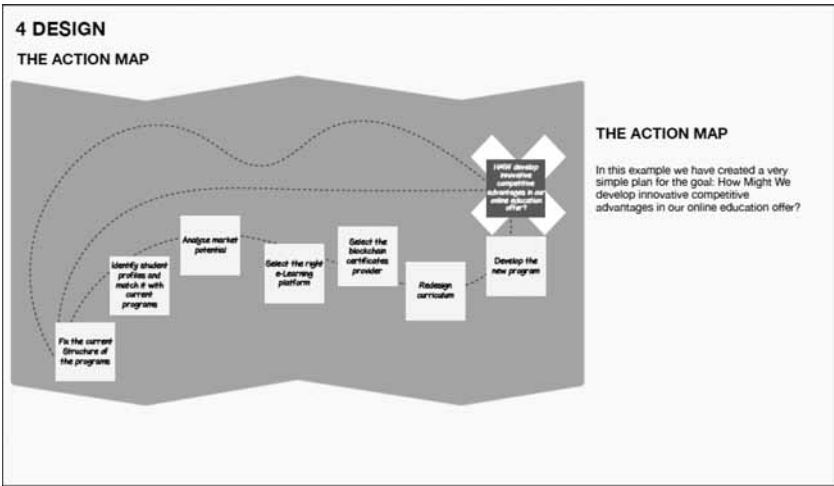 4 DESIGN
THE ACTION MAP
HMW develop
innovative
competitive
advantages in our
online education
offer?
THE ACTION MAP
In this example we have created a very
simple plan for the goal: How Might We
develop innovative competitive
advantages in our online education offer?
Analyse market
potential
Select the
blockchain
certificates
provider
Identify student
profiles and
match it with
current
programs
Select the right
e-Learning
platform
Redesign
curriculum
Develop the
new program
Fix the current
Structure of
the programs